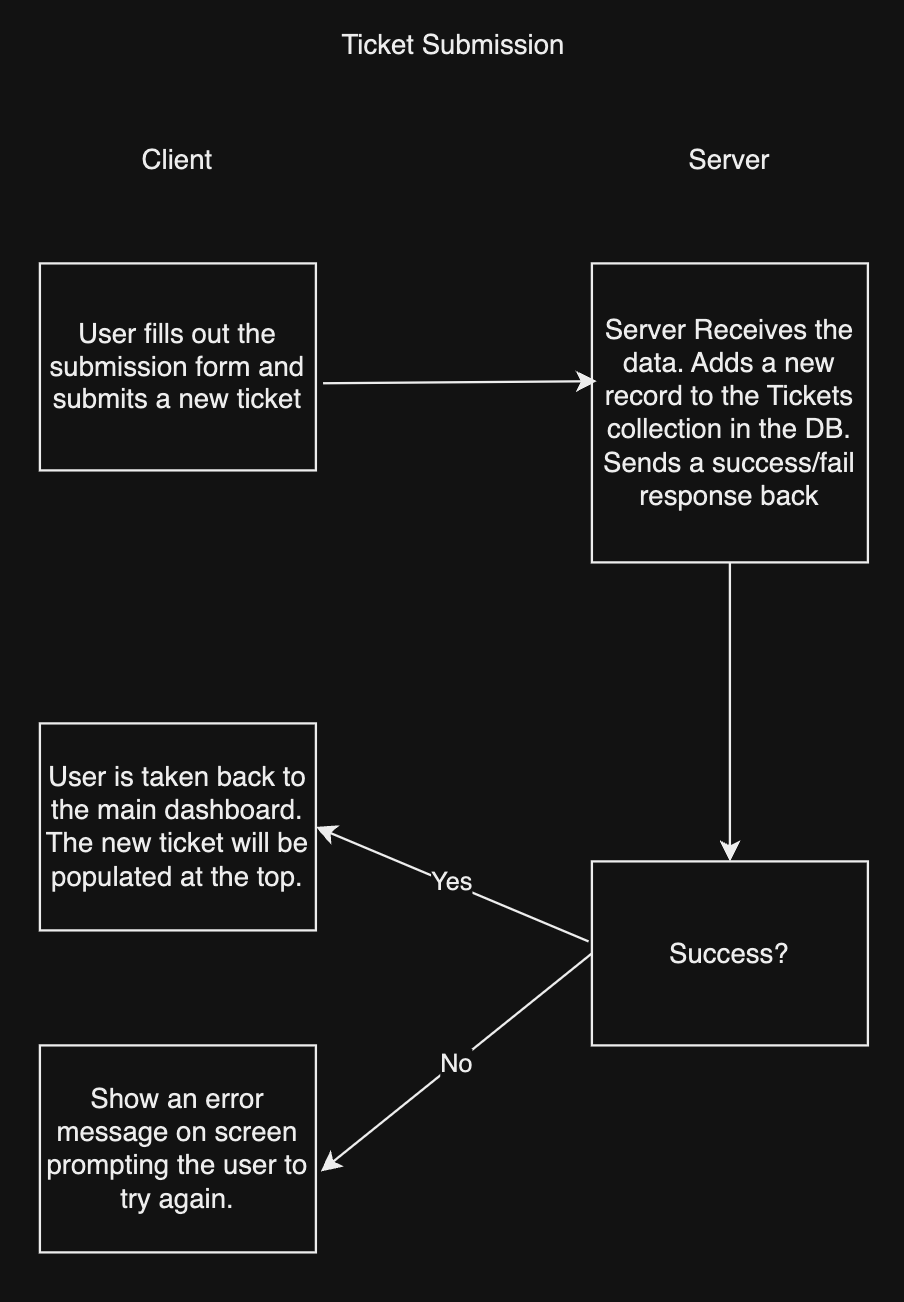 Ticket Submission
Client
Server
User fills out the
submission form and
submits a new ticket
Server Receives the
data. Adds a new
record to the Tickets
collection in the DB.
Sends a success/fail
response back
User is taken back to
the main dashboard.
The new ticket will be
populated at the top.
Yes
Success?
No
Show an error
message on screen
prompting the user to
try again.